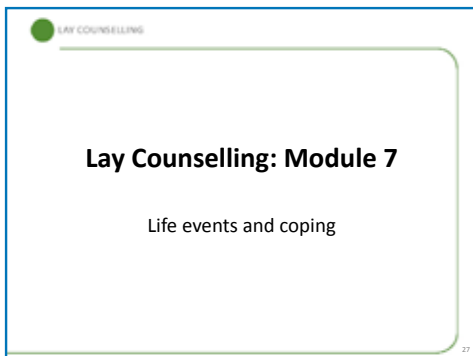 LAY COUNSELLING
Lay Counselling: Module 7
Life events and coping
27